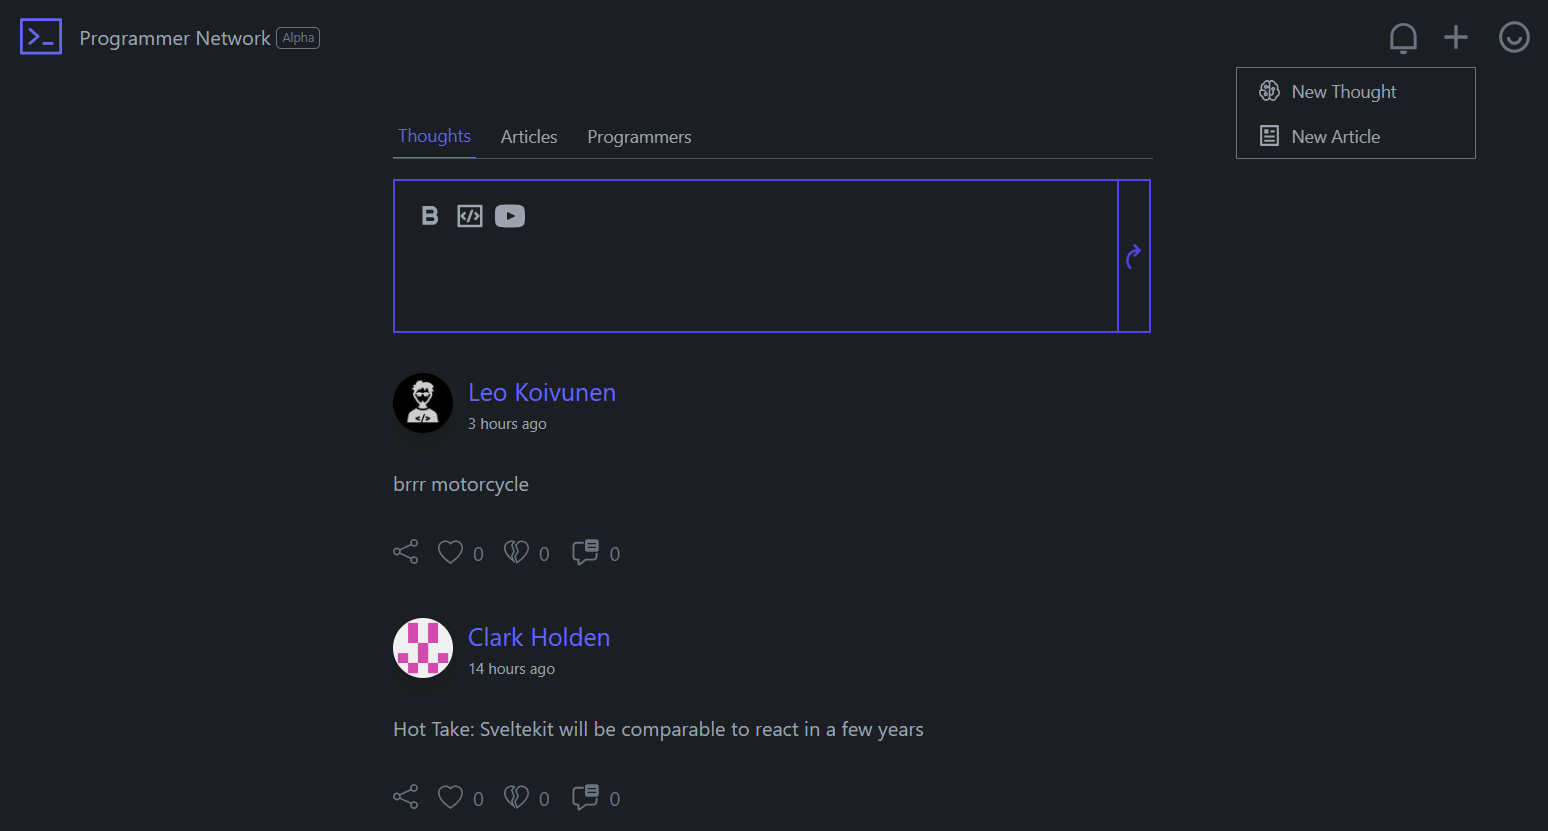 Programmer Network Alpha
New Thought
New Article
Thoughts Articles Programmers
B
Leo Koivunen
3 hours ago
brrr motorcycle
0 0 0
Clark Holden
14 hours ago
Hot Take: Sveltekit will be comparable to react in a few years
0 0 0